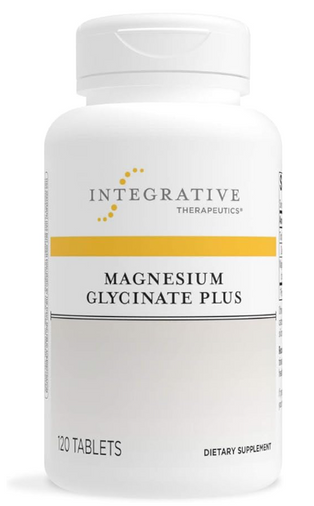 INTEGRATIVE
THERAPEUTICS®
MAGNESIUM
GLYCINATE PLUS
120 TABLETS
DIETARY SUPPLEMENT